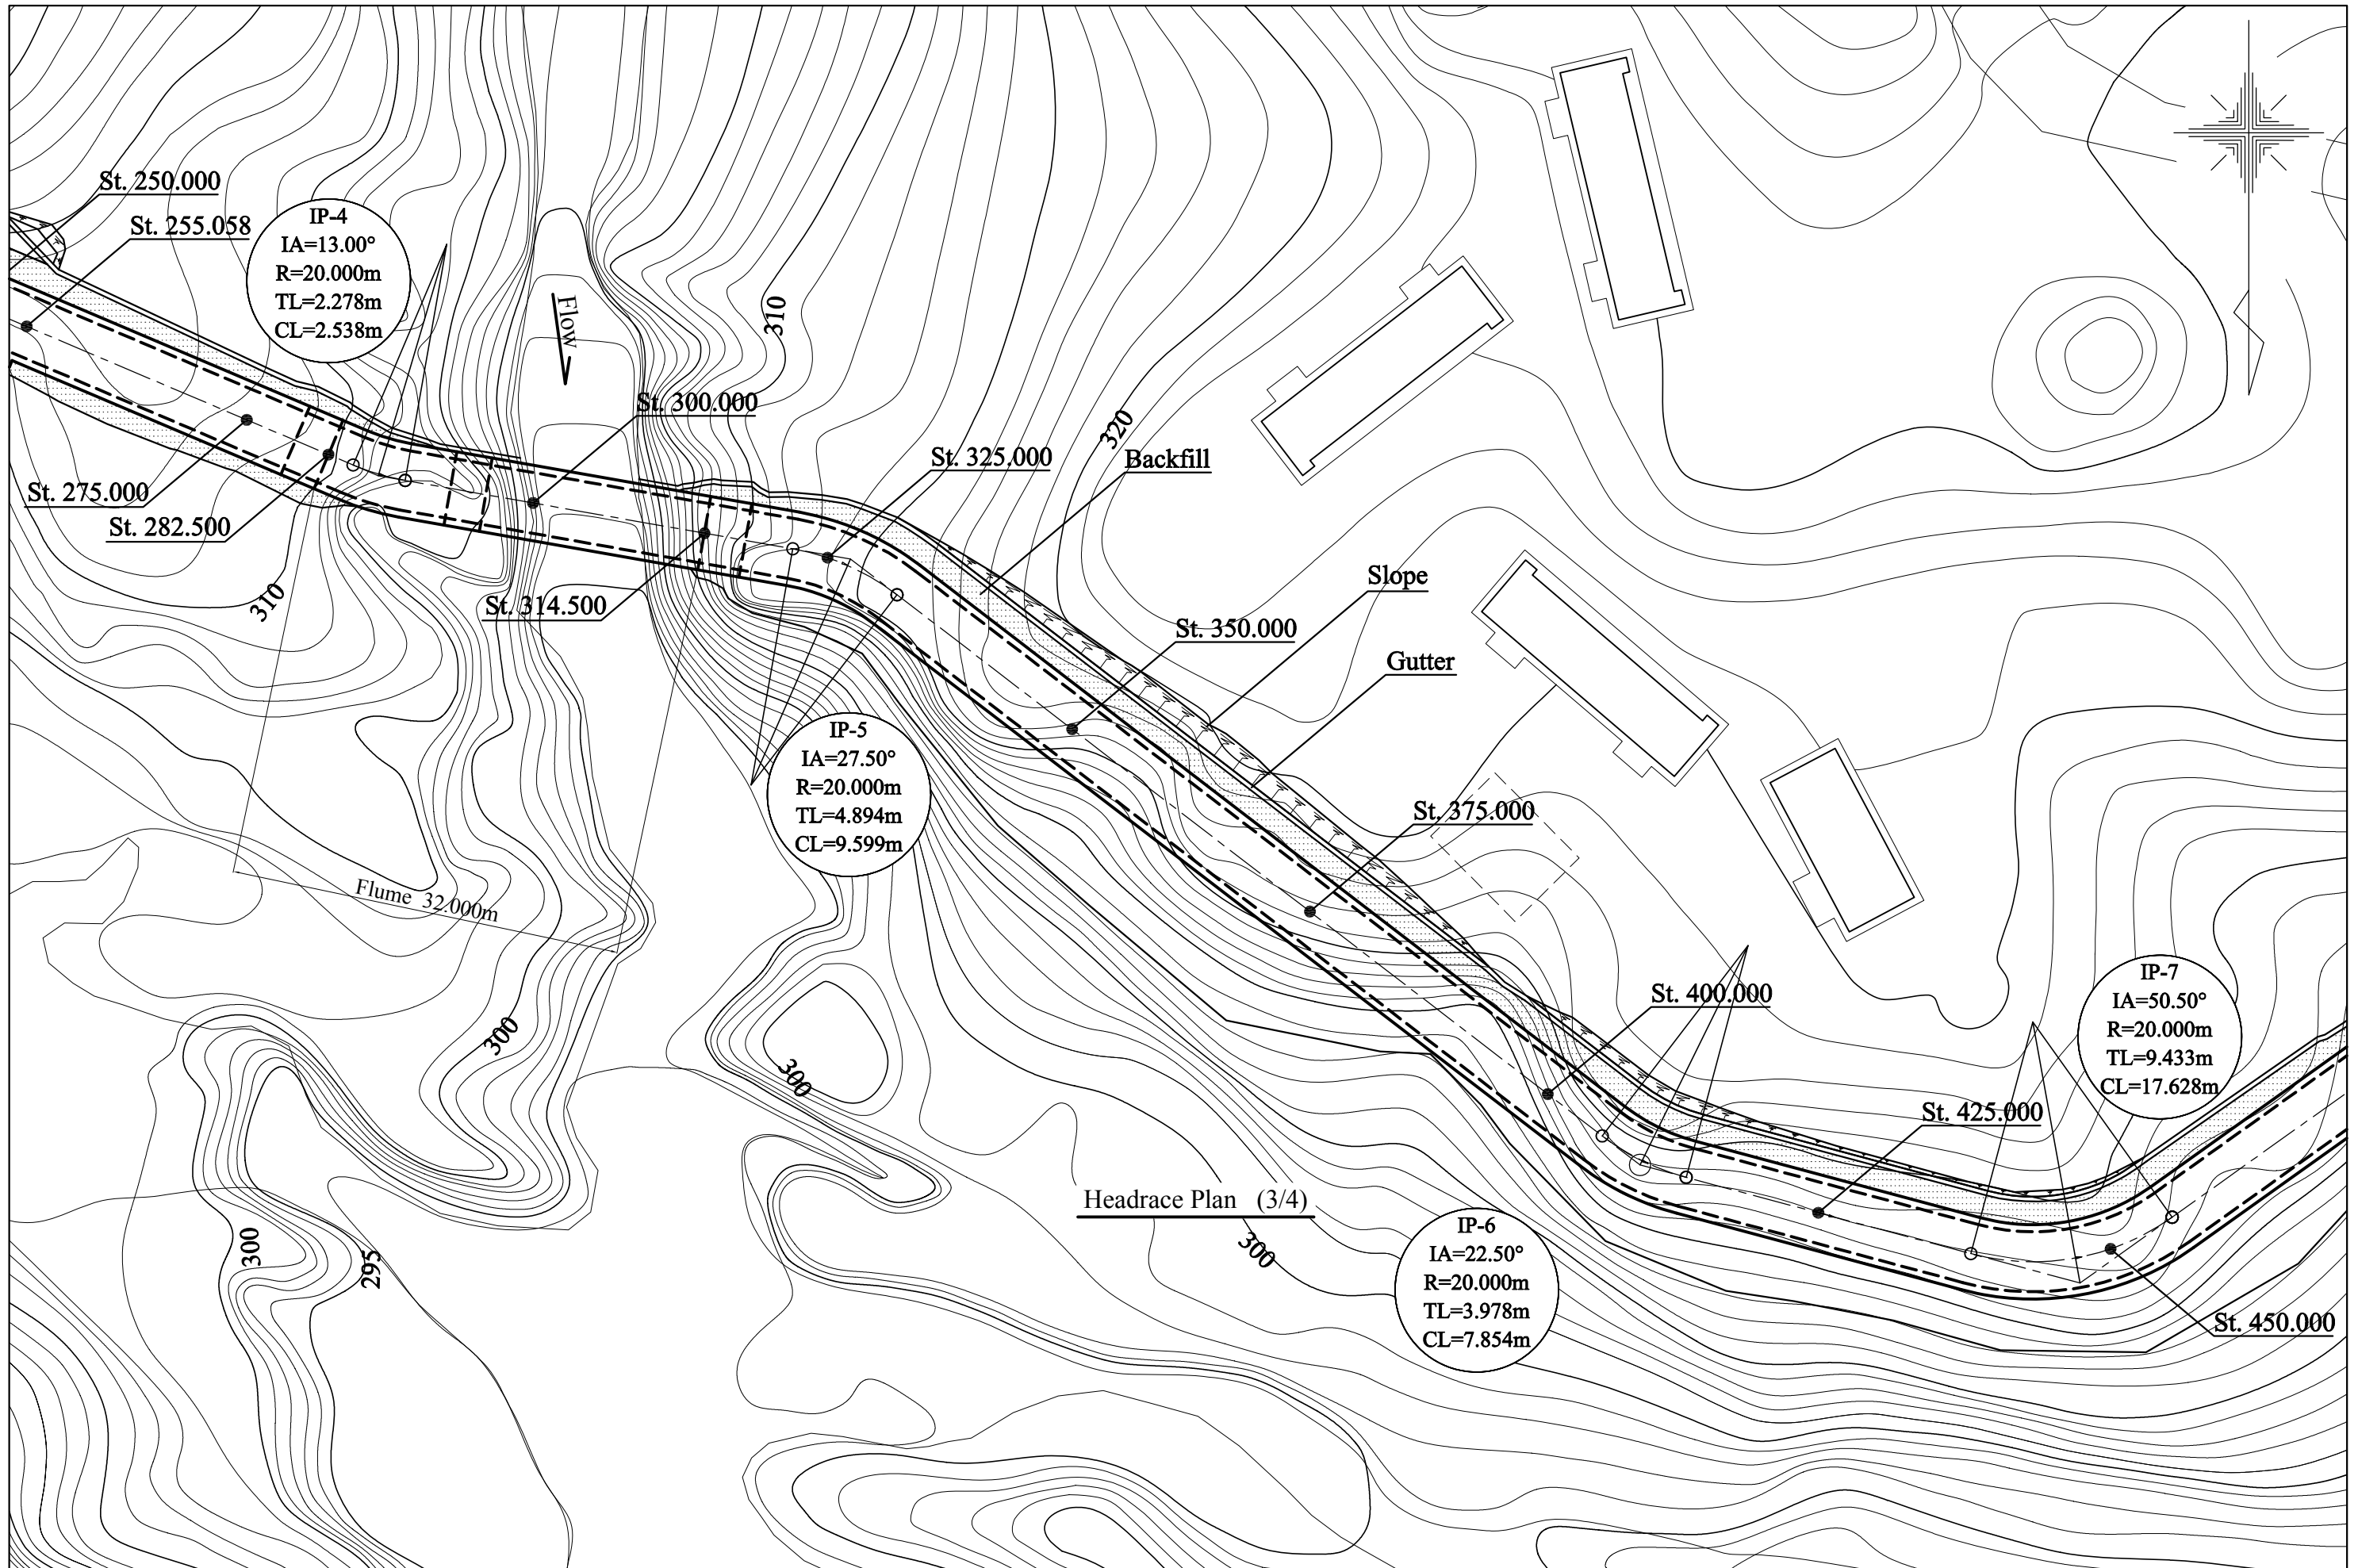 St. 250.000
St. 255.058
IP-4
IA=13.00°
R=20.000m
TL=2.278m
CL=2.538m
Flow
310
St. 300.000
320
St. 325.000
Backfill
St. 275.000
St. 282.500
310
St. 314.500
Slope
St. 350.000
Gutter
IP-5
IA=27.50°
R=20.000m
TL=4.894m
CL=9.599m
St. 375.000
Flume 32.000m
St. 400.000
IP-7
IA=50.50°
R=20.000m
TL=9.433m
CL=17.628m
300
300
St. 425.000
Headrace Plan (3/4)
300
295
300
IP-6
IA=22.50°
R=20.000m
TL=3.978m
CL=7.854m
St. 450.000